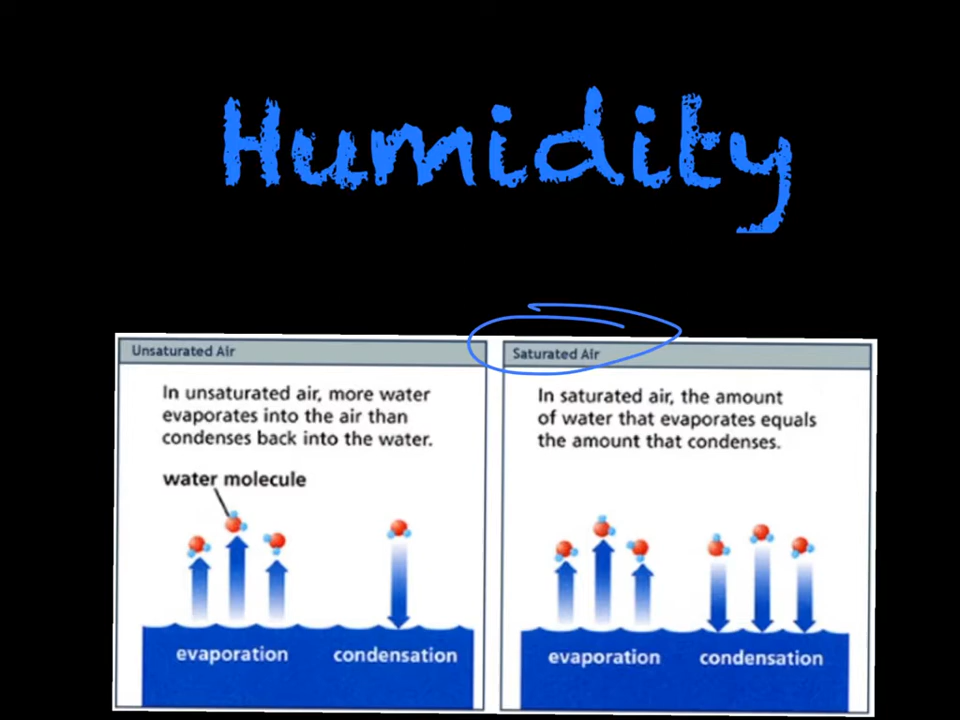 Humidity
Unsaturated Air
In unsaturated air, more water
evaporates into the air than
condenses back into the water.
water molecule
evaporation
condensation
Saturated Air
In saturated air, the amount
of water that evaporates equals
the amount that condenses.
evaporation
condensation